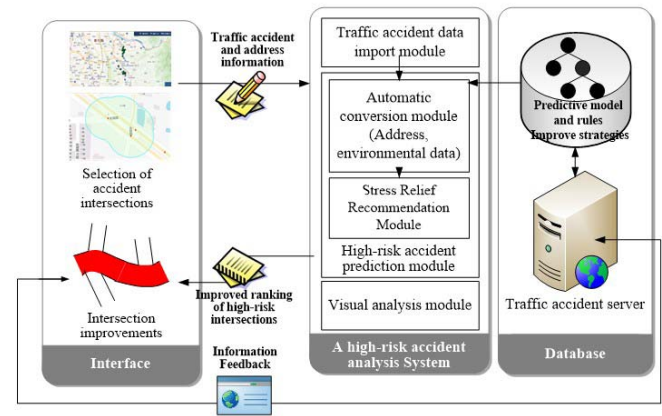 Traffic accident
and address
information
Selection of
accident
intersections
Intersection
improvements
Interface
Improved ranking
of high-risk
intersections
Information
Feedback
Traffic accident data
import module
Automatic
conversion module
(Address,
environmental data)
Stress Relief
Recommendation
Module
High-risk accident
prediction module
Visual analysis module
A high-risk accident
analysis System
Predictive model
and rules
Improve strategies
Traffic accident server
Database